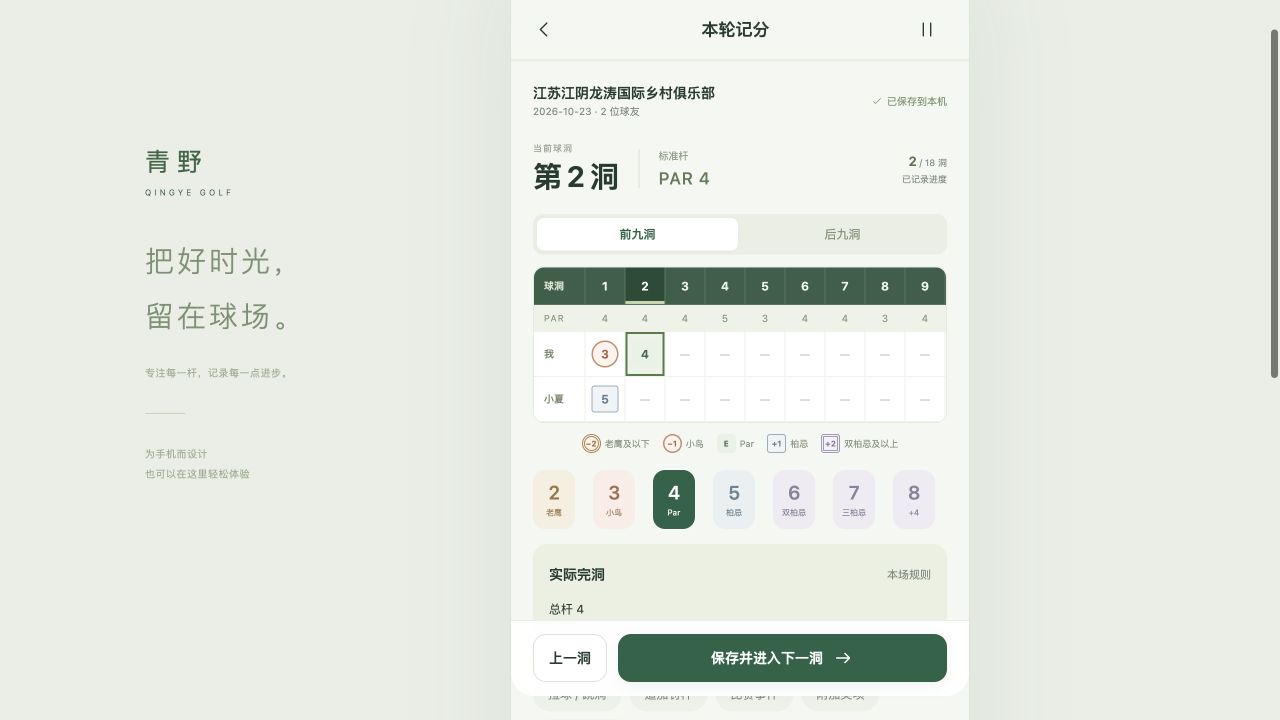 本轮记分
江苏江阴龙涛国际乡村俱乐部
2026-10-23 · 2 位球友
已保存到本机
当前球洞
第 2 洞
标准杆
PAR 4
2 / 18 洞
已记录进度
青野
QINGYE GOLF
把好时光，
留在球场。
专注每一杆，记录每一点进步。
为手机而设计
也可以在这里轻松体验
前九洞 后九洞
球洞 1 2 3 4 5 6 7 8 9
PAR 4 4 4 5 3 4 4 3 4
我 3 4 — — — — — — —
小夏 5 — — — — — — — —
−2 老鹰及以下 −1 小鸟 E Par +1 柏忌 +2 双柏忌及以上
2 3 4 5 6 7 8
老鹰 小鸟 Par 柏忌 双柏忌 三柏忌 +4
实际完洞 本场规则
总杆 4
上一洞 保存并进入下一洞